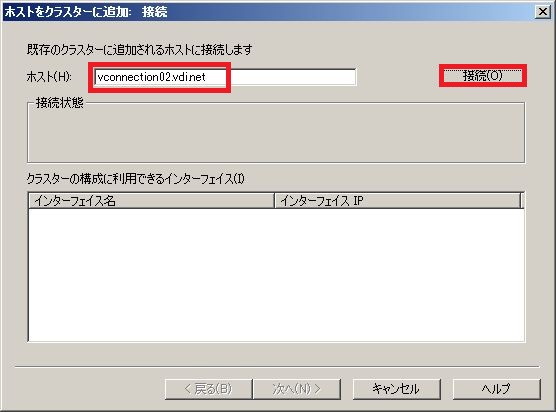 ホストをクラスターに追加: 接続
既存のクラスターに追加されるホストに接続します
ホスト(H): vconnection02.vdi.net 接続(O)
接続状態
クラスターの構成に利用できるインターフェイス(I)
インターフェイス名 インターフェイス IP
< 戻る(B) 次へ(N) > キャンセル ヘルプ